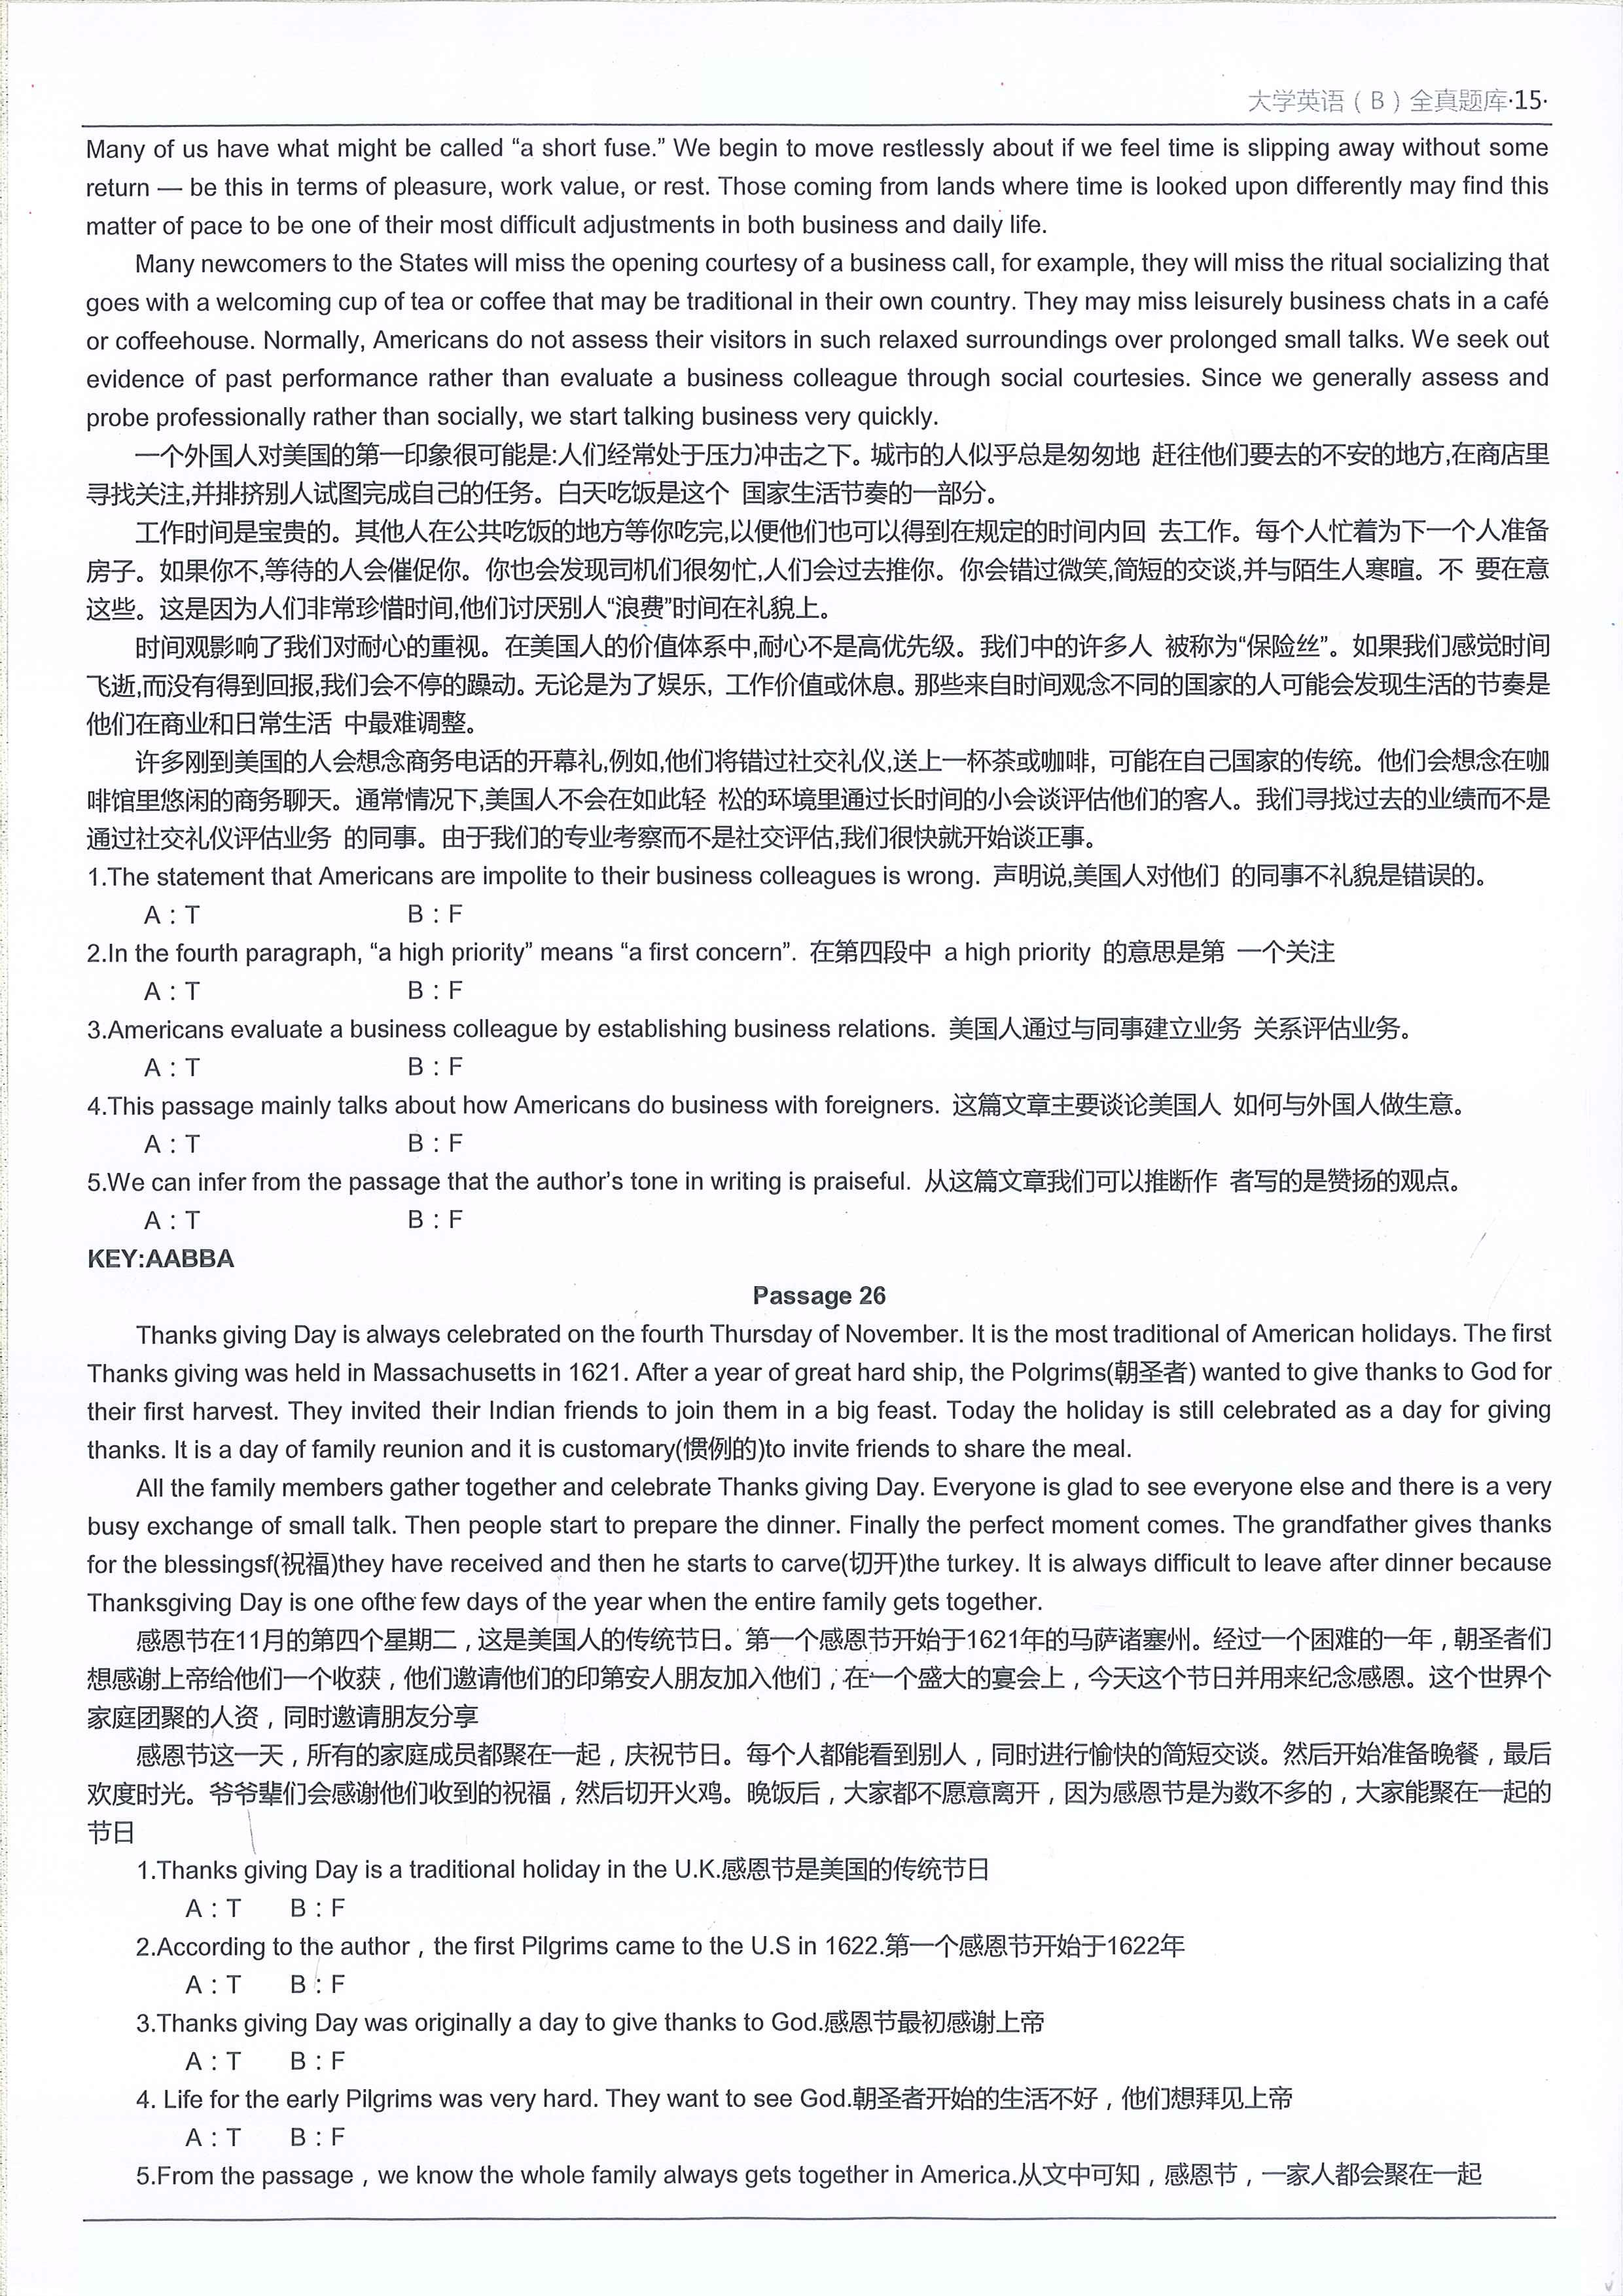 大学英语（B）全真题库·15·
Many of us have what might be called “a short fuse.” We begin to move restlessly about if we feel time is slipping away without some
return — be this in terms of pleasure, work value, or rest. Those coming from lands where time is looked upon differently may find this
matter of pace to be one of their most difficult adjustments in both business and daily life.
Many newcomers to the States will miss the opening courtesy of a business call, for example, they will miss the ritual socializing that
goes with a welcoming cup of tea or coffee that may be traditional in their own country. They may miss leisurely business chats in a café
or coffeehouse. Normally, Americans do not assess their visitors in such relaxed surroundings over prolonged small talks. We seek out
evidence of past performance rather than evaluate a business colleague through social courtesies. Since we generally assess and
probe professionally rather than socially, we start talking business very quickly.
一个外国人对美国的第一印象很可能是:人们经常处于压力冲击之下。城市的人似乎总是匆匆地 赶往他们要去的不安的地方,在商店里
寻找关注,并排挤别人试图完成自己的任务。白天吃饭是这个 国家生活节奏的一部分。
工作时间是宝贵的。其他人在公共吃饭的地方等你吃完,以便他们也可以得到在规定的时间内回 去工作。每个人忙着为下一个人准备
房子。如果你不,等待的人会催促你。你也会发现司机们很匆忙,人们会过去推你。你会错过微笑,简短的交谈,并与陌生人寒暄。不 要在意
这些。这是因为人们非常珍惜时间,他们讨厌别人“浪费”时间在礼貌上。
时间观影响了我们对耐心的重视。在美国人的价值体系中,耐心不是高优先级。我们中的许多人 被称为“保险丝”。如果我们感觉时间
飞逝,而没有得到回报,我们会不停的躁动。无论是为了娱乐, 工作价值或休息。那些来自时间观念不同的国家的人可能会发现生活的节奏是
他们在商业和日常生活 中最难调整。
许多刚到美国的人会想念商务电话的开幕礼,例如,他们将错过社交礼仪,送上一杯茶或咖啡, 可能在自己国家的传统。他们会想念在咖
啡馆里悠闲的商务聊天。通常情况下,美国人不会在如此轻 松的环境里通过长时间的小会谈评估他们的客人。我们寻找过去的业绩而不是
通过社交礼仪评估业务 的同事。由于我们的专业考察而不是社交评估,我们很快就开始谈正事。
1.The statement that Americans are impolite to their business colleagues is wrong. 声明说,美国人对他们 的同事不礼貌是错误的。
A : T B : F
2.In the fourth paragraph, “a high priority” means “a first concern”. 在第四段中 a high priority 的意思是第 一个关注
A : T B : F
3.Americans evaluate a business colleague by establishing business relations. 美国人通过与同事建立业务 关系评估业务。
A : T B : F
4.This passage mainly talks about how Americans do business with foreigners. 这篇文章主要谈论美国人 如何与外国人做生意。
A : T B : F
5.We can infer from the passage that the author’s tone in writing is praiseful. 从这篇文章我们可以推断作 者写的是赞扬的观点。
A : T B : F
KEY:AABBA
Passage 26
Thanks giving Day is always celebrated on the fourth Thursday of November. It is the most traditional of American holidays. The first
Thanks giving was held in Massachusetts in 1621. After a year of great hard ship, the Polgrims(朝圣者) wanted to give thanks to God for
their first harvest. They invited their Indian friends to join them in a big feast. Today the holiday is still celebrated as a day for giving
thanks. It is a day of family reunion and it is customary(惯例的)to invite friends to share the meal.
All the family members gather together and celebrate Thanks giving Day. Everyone is glad to see everyone else and there is a very
busy exchange of small talk. Then people start to prepare the dinner. Finally the perfect moment comes. The grandfather gives thanks
for the blessingsf(祝福)they have received and then he starts to carve(切开)the turkey. It is always difficult to leave after dinner because
Thanksgiving Day is one ofthe few days of the year when the entire family gets together.
感恩节在11月的第四个星期二，这是美国人的传统节日。第一个感恩节开始于1621年的马萨诸塞州。经过一个困难的一年，朝圣者们
想感谢上帝给他们一个收获，他们邀请他们的印第安人朋友加入他们，在一个盛大的宴会上，今天这个节日并用来纪念感恩。这个世界个
家庭团聚的人资，同时邀请朋友分享
感恩节这一天，所有的家庭成员都聚在一起，庆祝节日。每个人都能看到别人，同时进行愉快的简短交谈。然后开始准备晚餐，最后
欢度时光。爷爷辈们会感谢他们收到的祝福，然后切开火鸡。晚饭后，大家都不愿意离开，因为感恩节是为数不多的，大家能聚在一起的
节日
1.Thanks giving Day is a traditional holiday in the U.K.感恩节是美国的传统节日
A : T B : F
2.According to the author，the first Pilgrims came to the U.S in 1622.第一个感恩节开始于1622年
A : T B : F
3.Thanks giving Day was originally a day to give thanks to God.感恩节最初感谢上帝
A : T B : F
4. Life for the early Pilgrims was very hard. They want to see God.朝圣者开始的生活不好，他们想拜见上帝
A : T B : F
5.From the passage，we know the whole family always gets together in America.从文中可知，感恩节，一家人都会聚在一起